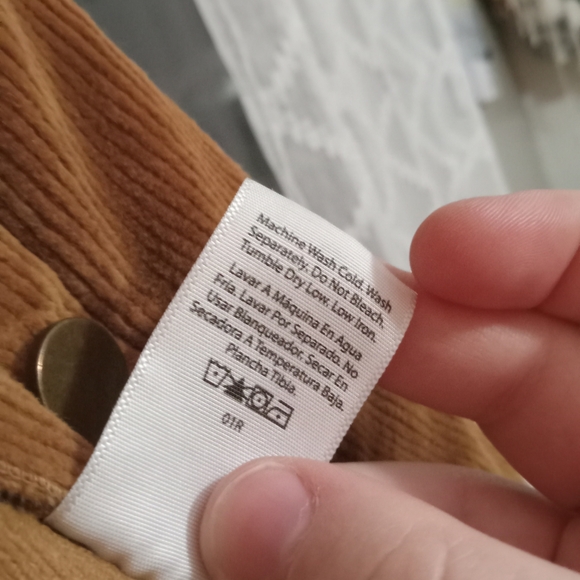 Machine Wash Cold. Wash
Separately. Do Not Bleach.
Tumble Dry Low. Low Iron.
Lavar A Máquina En Agua
Fria. Lavar Por Separado. No
Usar Blanqueador. Secar En
Secadora A Temperatura Baja.
Plancha Tibia.
01R